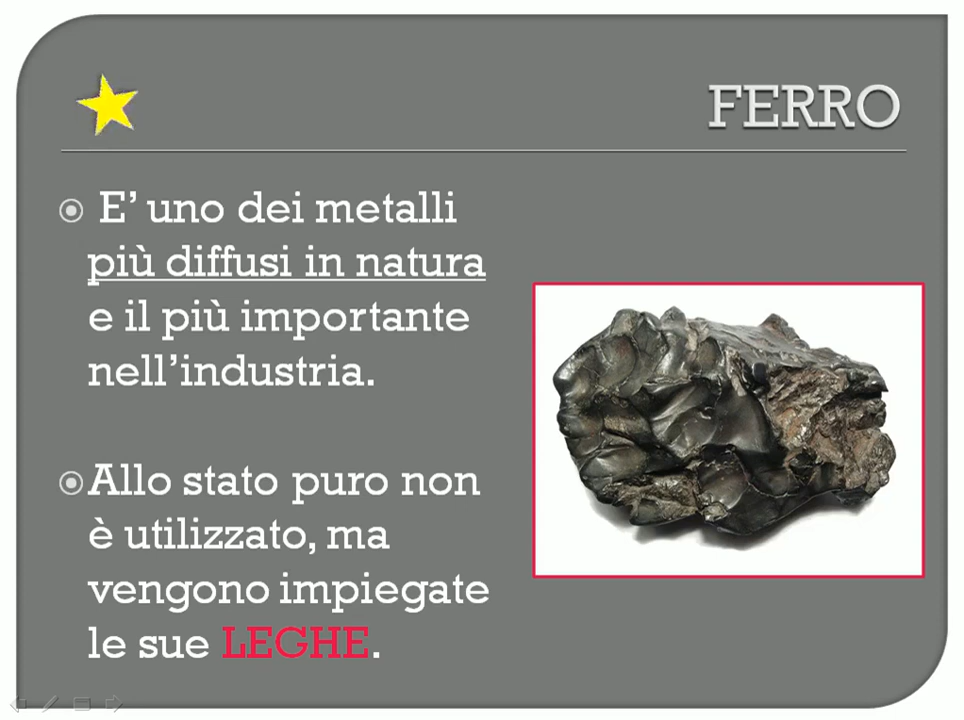 FERRO
E’ uno dei metalli
più diffusi in natura
e il più importante
nell’industria.
Allo stato puro non
è utilizzato, ma
vengono impiegate
le sue LEGHE.